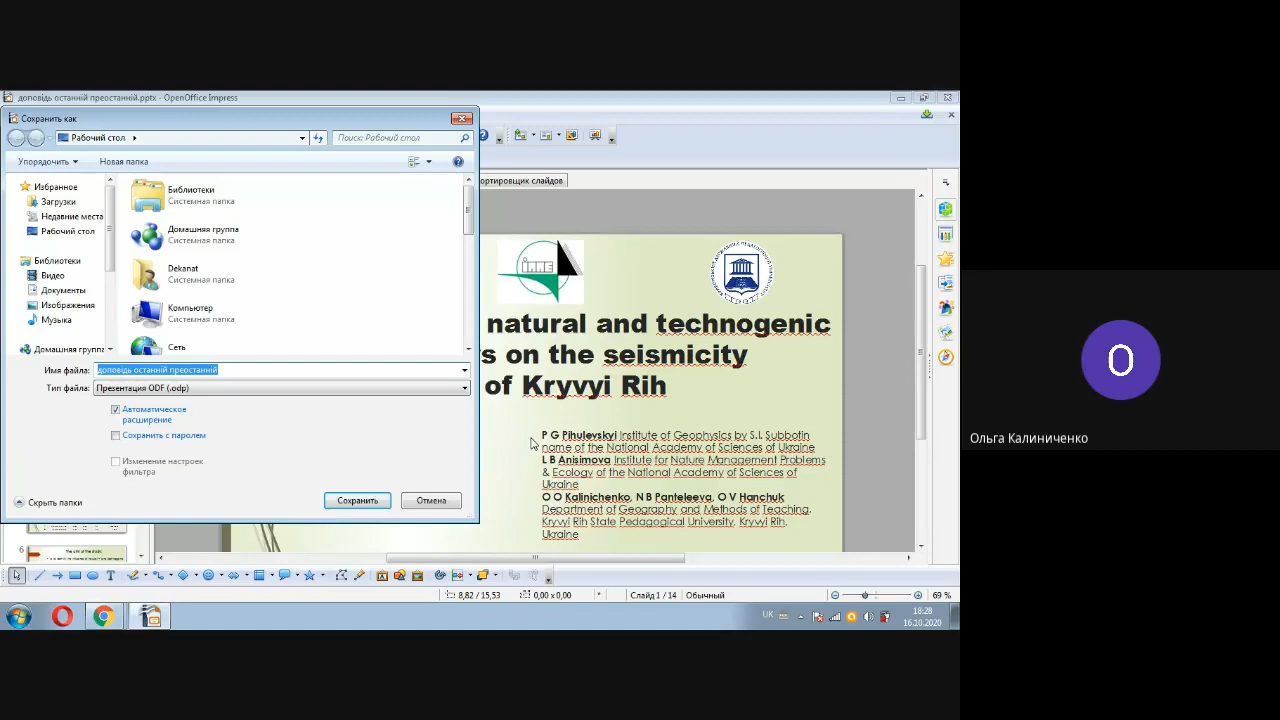 доповідь останній преостанній.pptx - OpenOffice Impress
Сохранить как
Рабочий стол
Поиск: Рабочий стол
Упорядочить
Новая папка
Избранное
Загрузки
Недавние места
Рабочий стол
Библиотеки
Видео
Документы
Изображения
Музыка
Домашняя группа
Библиотеки
Системная папка
Домашняя группа
Системная папка
Dekanat
Системная папка
Компьютер
Системная папка
Сеть
Имя файла:
доповідь останній преостанній
Тип файла:
Презентация ODF (.odp)
Автоматическое
расширение
Сохранить с паролем
Изменение настроек
фильтра
Скрыть папки
Сохранить
Отмена
ортировщик слайдов
natural and technogenic
s on the seismicity
of Kryvyi Rih
P G Pihulevskyi Institute of Geophysics by S.I. Subbotin
name of the National Academy of Sciences of Ukraine
L B Anisimova Institute for Nature Management Problems
& Ecology of the National Academy of Sciences of
Ukraine
O O Kalinichenko, N B Panteleeva, O V Hanchuk
Department of Geography and Methods of Teaching,
Kryvyi Rih State Pedagogical University, Kryvyi Rih,
Ukraine
6
The aim of the study:
8,82 / 15,53
0,00 x 0,00
*
Слайд 1 / 14
Обычный
69 %
UK
18:28
16.10.2020
О
Ольга Калиниченко